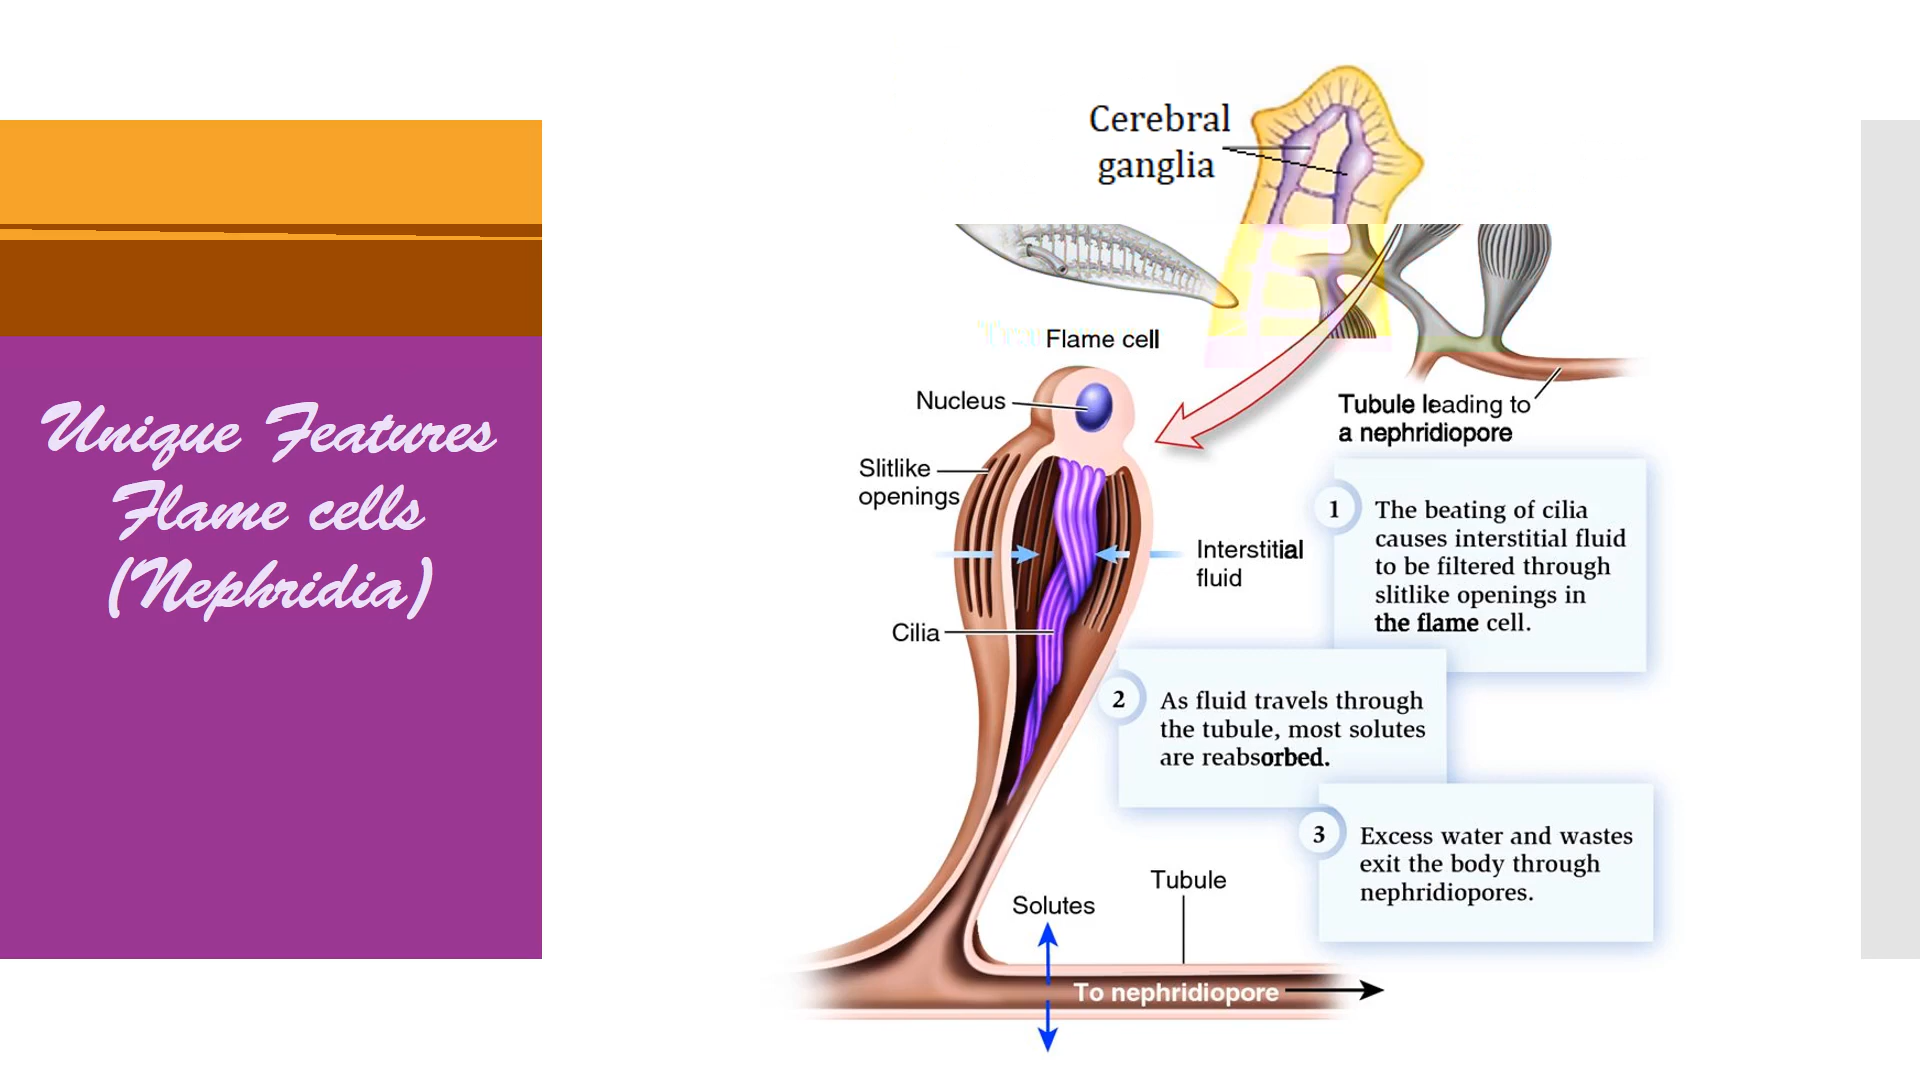 Unique Features
Flame cells
(Nephridia)
Cerebral
ganglia
Flame cell
Nucleus
Slitlike
openings
Interstitial
fluid
Cilia
Tubule leading to
a nephridiopore
1
The beating of cilia
causes interstitial fluid
to be filtered through
slitlike openings in
the flame cell.
2
As fluid travels through
the tubule, most solutes
are reabsorbed.
3
Excess water and wastes
exit the body through
nephridiopores.
Tubule
Solutes
To nephridiopore